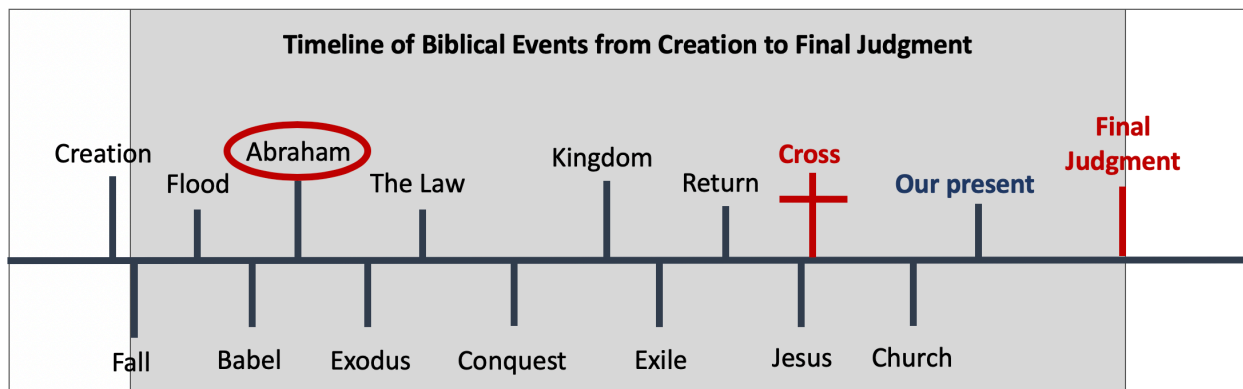 Timeline of Biblical Events from Creation to Final Judgment
Creation
Flood
Abraham
The Law
Kingdom
Return
Cross
Our present
Final
Judgment
Fall
Babel
Exodus
Conquest
Exile
Jesus
Church